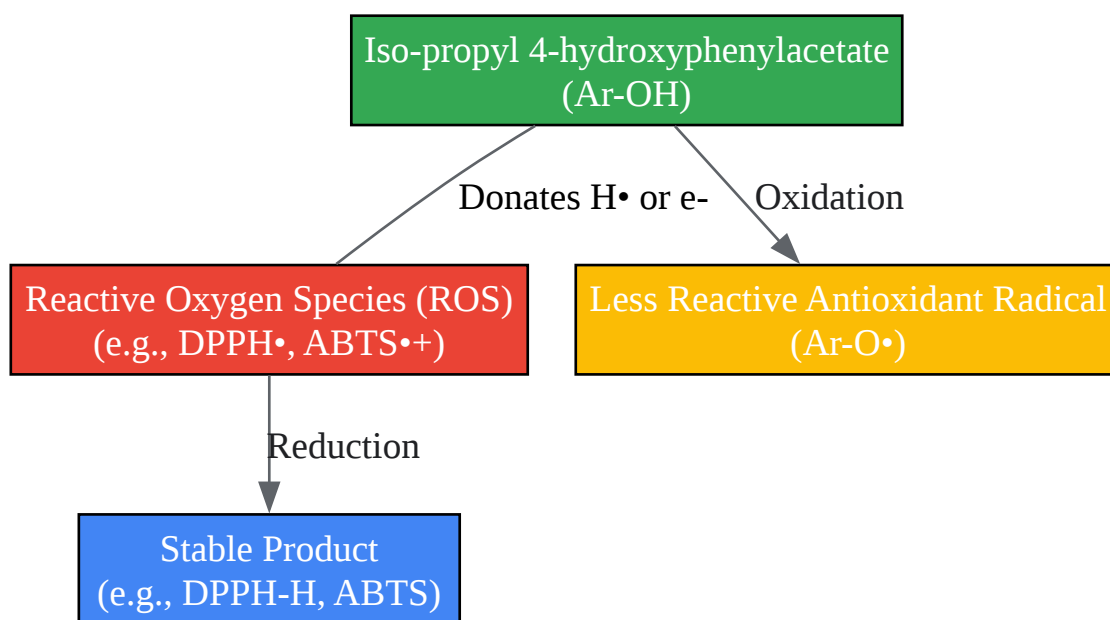 Iso-propyl 4-hydroxyphenylacetate
(Ar-OH)
Donates H• or e-
Oxidation
Reactive Oxygen Species (ROS)
(e.g., DPPH•, ABTS•+)
Less Reactive Antioxidant Radical
(Ar-O•)
Reduction
Stable Product
(e.g., DPPH-H, ABTS)